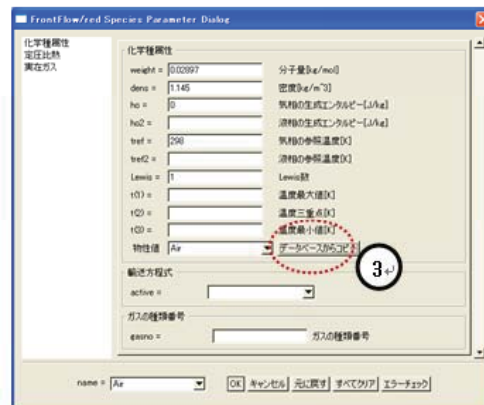 FrontFlow/red Species Parameter Dialog
化学種属性
定圧比熱
実在ガス
化学種属性
weight = 0.02897 分子量[kg/mol]
dens = 1.145 密度[kg/m^3]
ho = 0 気相の生成エンタルピー[J/kg]
ho2 = 液相の生成エンタルピー[J/kg]
tref = 298 気相の参照温度[K]
tref2 = 液相の参照温度[K]
Lewis = 1 Lewis数
t(1) = 温度最大値[K]
t(2) = 温度三重点[K]
t(3) = 温度最小値[K]
物性値 Air データベースからコピー
3
輸送方程式
active =
ガスの種類番号
gasno = ガスの種類番号
name = Air OK キャンセル 元に戻す すべてクリア エラーチェック